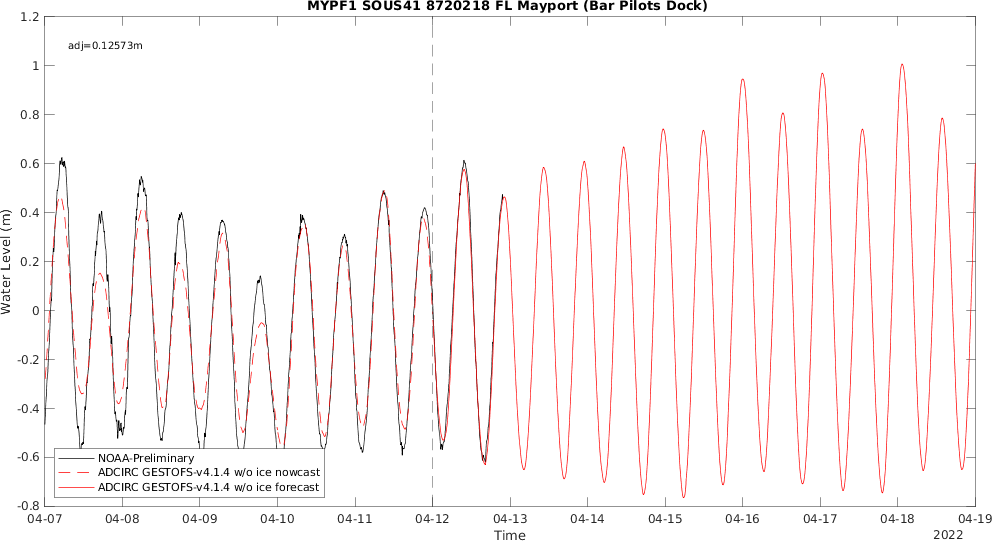 MYPF1 SOUS41 8720218 FL Mayport (Bar Pilots Dock)
1.2
1
0.8
0.6
0.4
0.2
0
-0.2
-0.4
-0.6
-0.8
Water Level (m)
adj=0.12573m
NOAA-Preliminary
ADCIRC GESTOFS-v4.1.4 w/o ice nowcast
ADCIRC GESTOFS-v4.1.4 w/o ice forecast
04-07 04-08 04-09 04-10 04-11 04-12 04-13 04-14 04-15 04-16 04-17 04-18 04-19
Time
2022